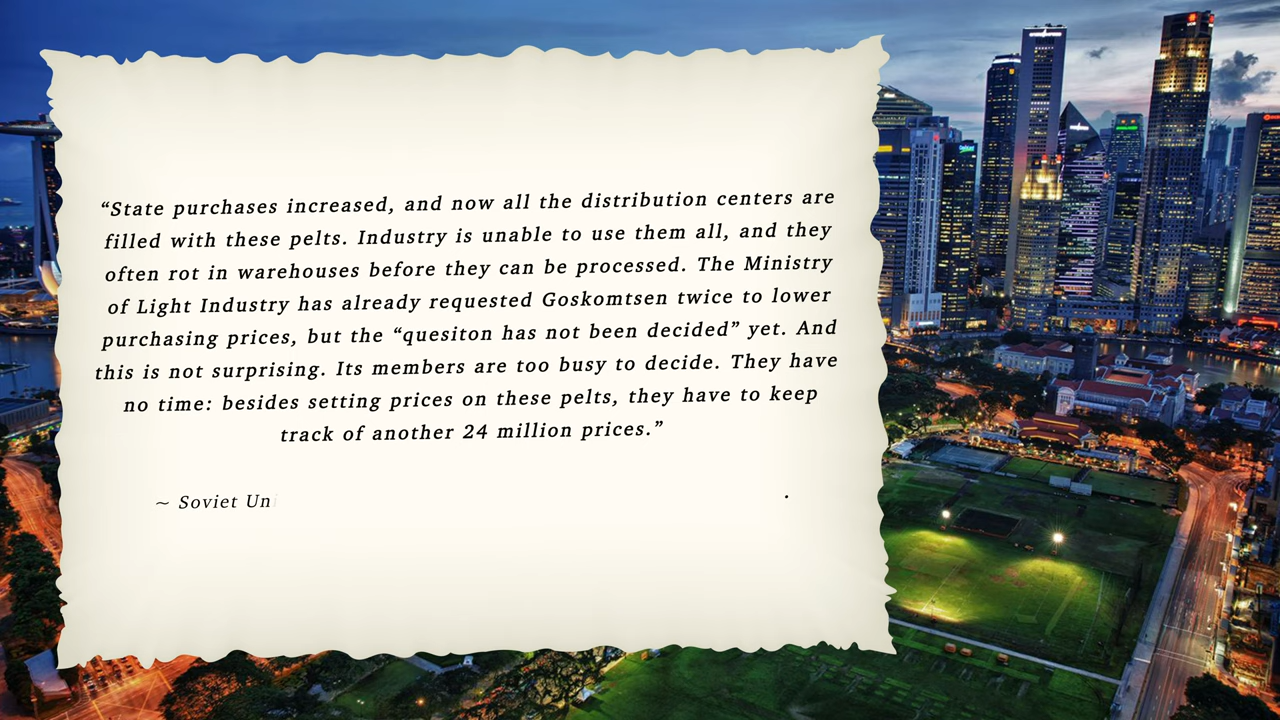 “State purchases increased, and now all the distribution centers are
filled with these pelts. Industry is unable to use them all, and they
often rot in warehouses before they can be processed. The Ministry
of Light Industry has already requested Goskomtsen twice to lower
purchasing prices, but the “quesiton has not been decided” yet. And
this is not surprising. Its members are too busy to decide. They have
no time: besides setting prices on these pelts, they have to keep
track of another 24 million prices.”
~ Soviet Un